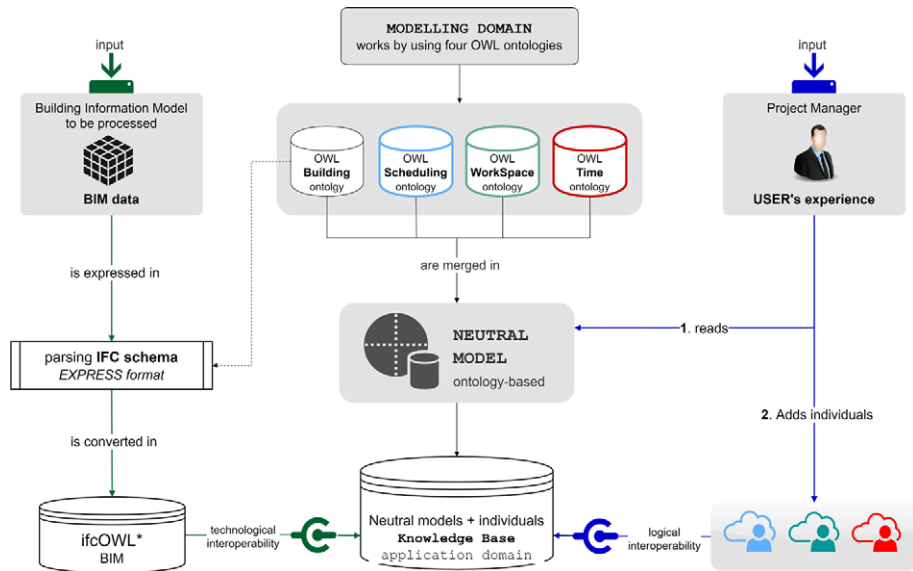 input
Building Information Model
to be processed
BIM data
is expressed in
parsing IFC schema
EXPRESS format
is converted in
ifcOWL*
BIM
technological
interoperability
MODELLING DOMAIN
works by using four OWL ontologies
OWL
Building
ontolgy
OWL
Scheduling
ontology
OWL
WorkSpace
ontology
OWL
Time
ontology
are merged in
NEUTRAL
MODEL
ontology-based
Neutral models + individuals
Knowledge Base
application domain
input
Project Manager
USER's experience
1. reads
2. Adds individuals
logical
interoperability